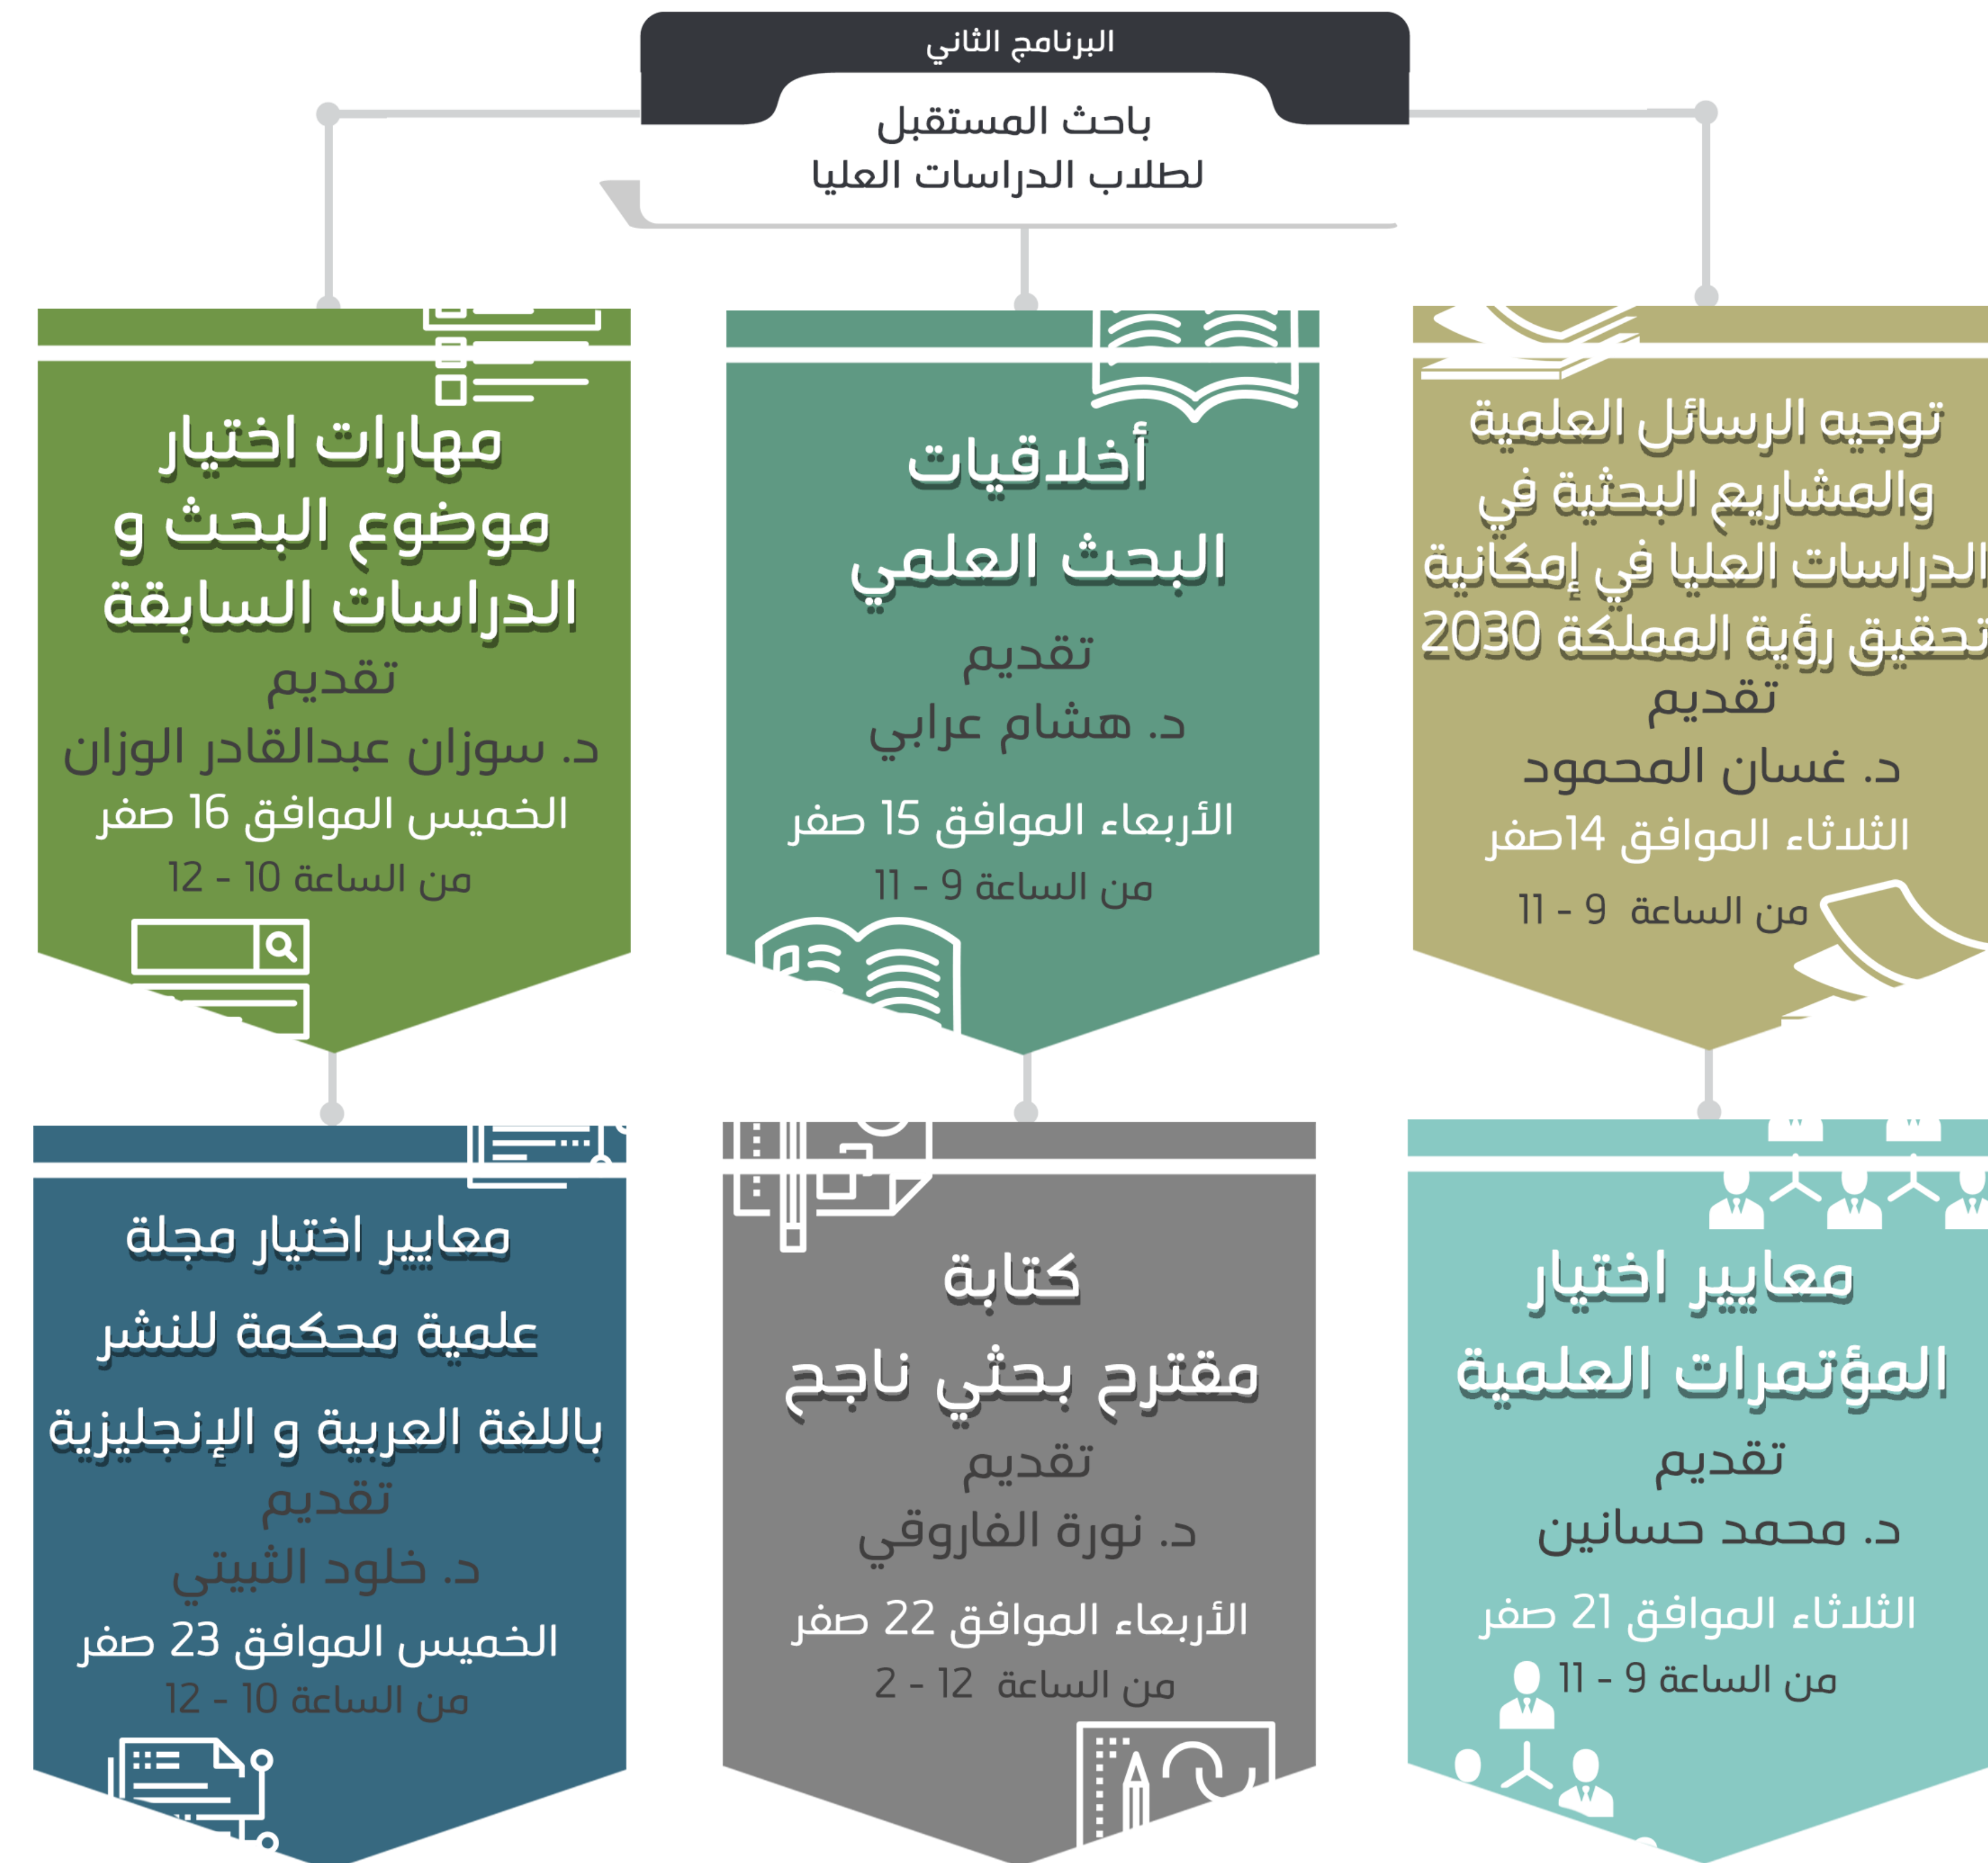 البرنامج الثاني
باحث المستقبل
لطلاب الدراسات العليا
توجيه الرسائل العلمية
والمشاريع البحثية في
الدراسات العليا في إمكانية
تحقيق رؤية المملكة 2030
تقديم
د. غسان المحمود
الثلاثاء الموافق 14صفر
من الساعة 9 - 11
أخلاقيات
البحث العلمي
تقديم
د. هشام عرابي
الأربعاء الموافق 15 صفر
من الساعة 9 - 11
مهارات اختيار
موضوع البحث و
الدراسات السابقة
تقديم
د. سوزان عبدالقادر الوزان
الخميس الموافق 16 صفر
من الساعة 10 - 12
معايير اختيار
المؤتمرات العلمية
تقديم
د. محمد حسانين
الثلاثاء الموافق 21 صفر
من الساعة 9 - 11
كتابة
مقترح بحثي ناجح
تقديم
د. نورة الفاروقي
الأربعاء الموافق 22 صفر
من الساعة 12 - 2
معايير اختيار مجلة
علمية محكمة للنشر
باللغة العربية و الإنجليزية
تقديم
د. خلود الثبيتي
الخميس الموافق 23 صفر
من الساعة 10 - 12